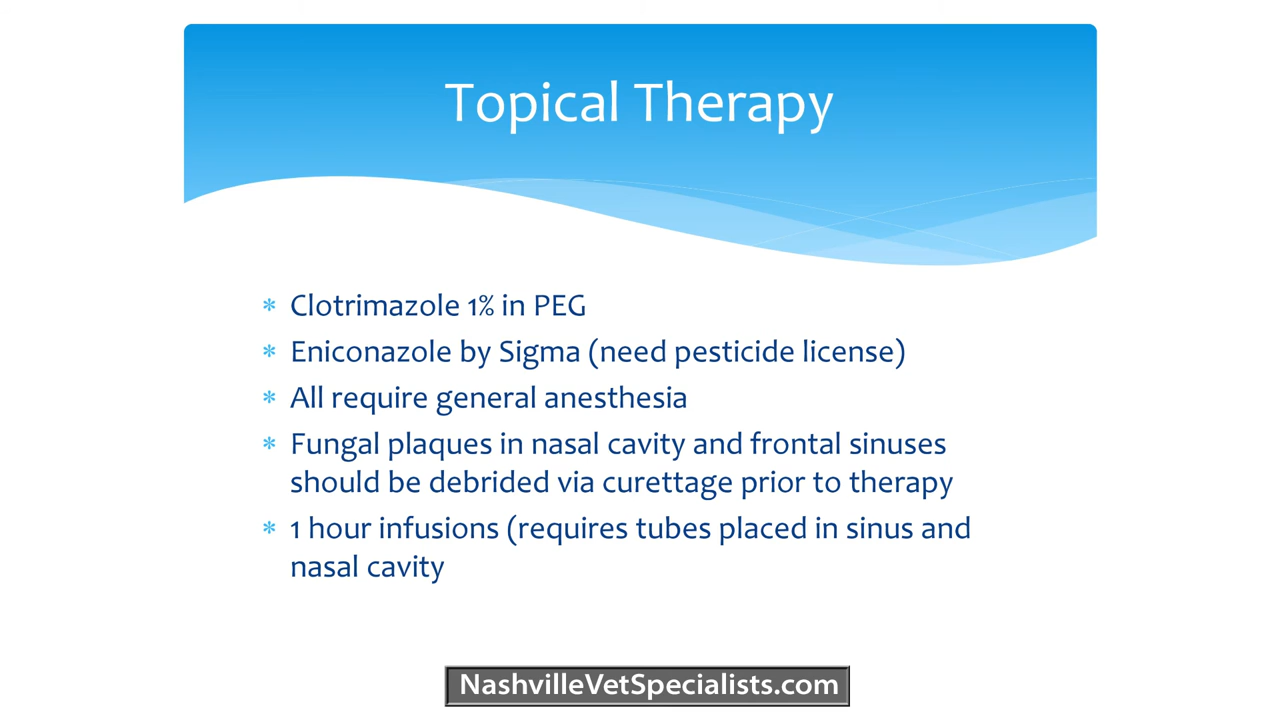 Topical Therapy
* Clotrimazole 1% in PEG
* Eniconazole by Sigma (need pesticide license)
* All require general anesthesia
* Fungal plaques in nasal cavity and frontal sinuses
should be debrided via curettage prior to therapy
* 1 hour infusions (requires tubes placed in sinus and
nasal cavity
NashvilleVetSpecialists.com